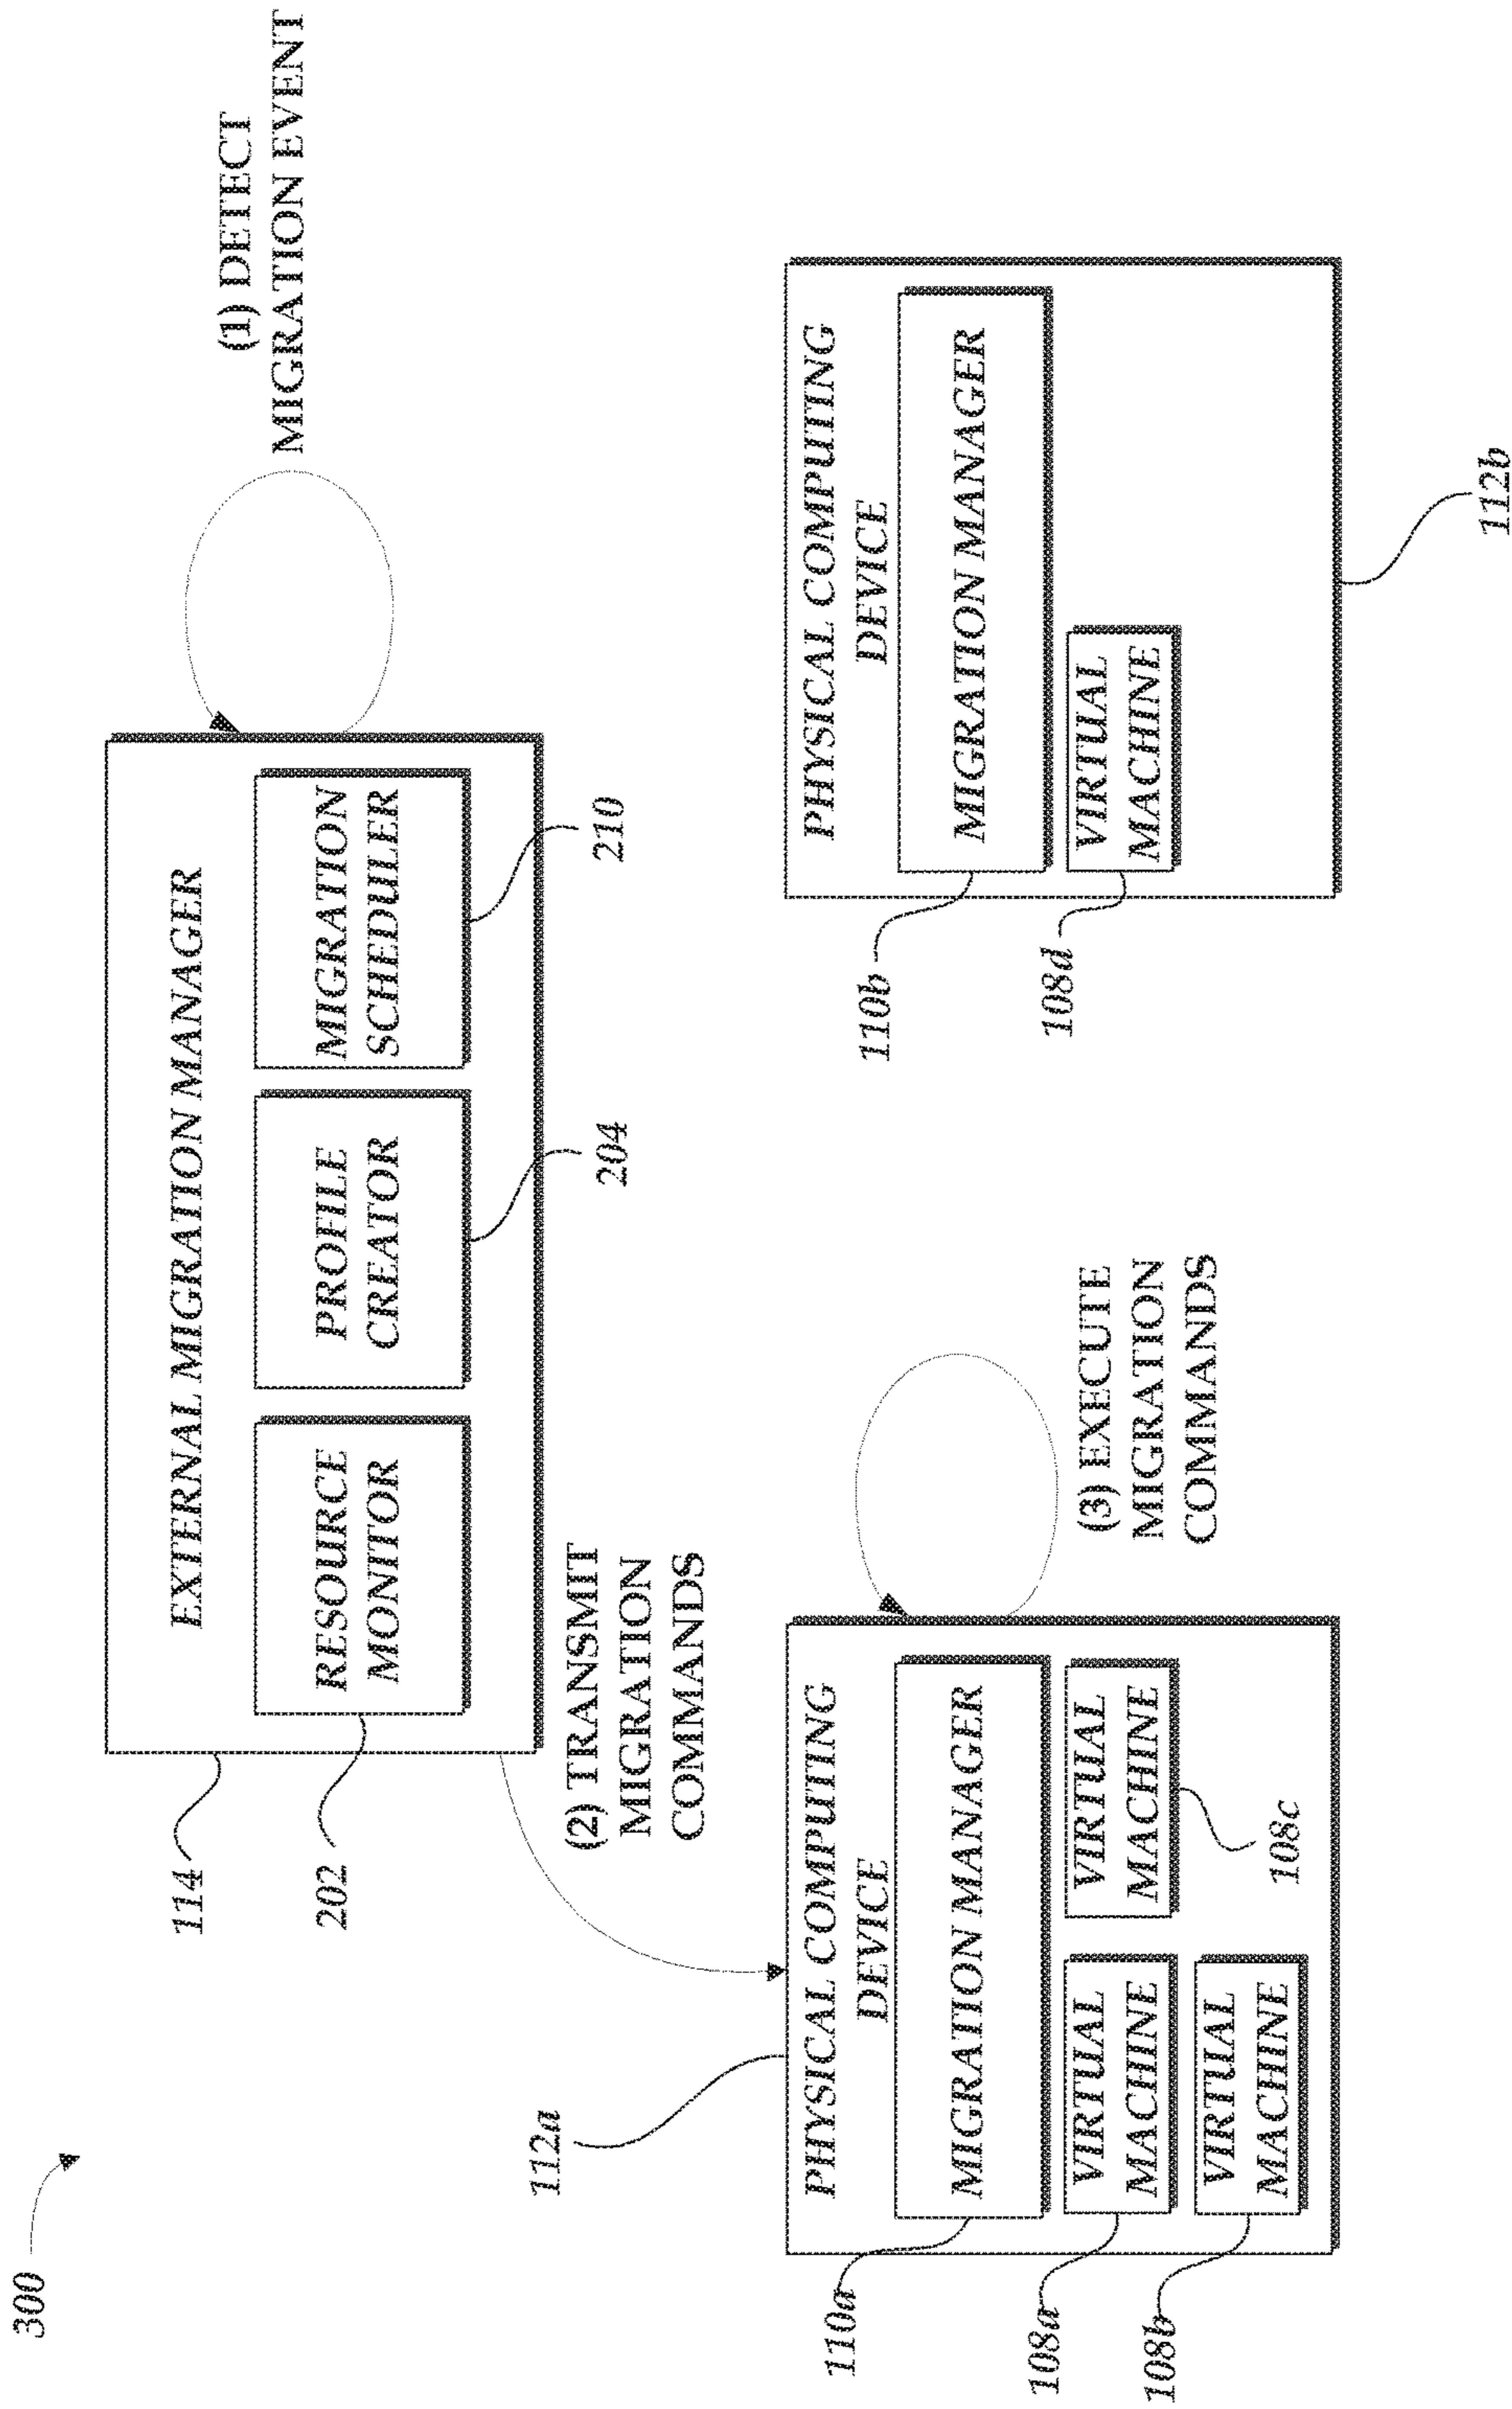 300
114
EXTERNAL MIGRATION MANAGER
202
RESOURCE
MONITOR
PROFILE
CREATOR
204
MIGRATION
SCHEDULER
210
(1) DETECT
MIGRATION EVENT
(2) TRANSMIT
MIGRATION
COMMANDS
112a
PHYSICAL COMPUTING
DEVICE
110a
MIGRATION MANAGER
108a
VIRTUAL
MACHINE
VIRTUAL
MACHINE
108c
108b
VIRTUAL
MACHINE
(3) EXECUTE
MIGRATION
COMMANDS
PHYSICAL COMPUTING
DEVICE
110b
MIGRATION MANAGER
108d
VIRTUAL
MACHINE
112b